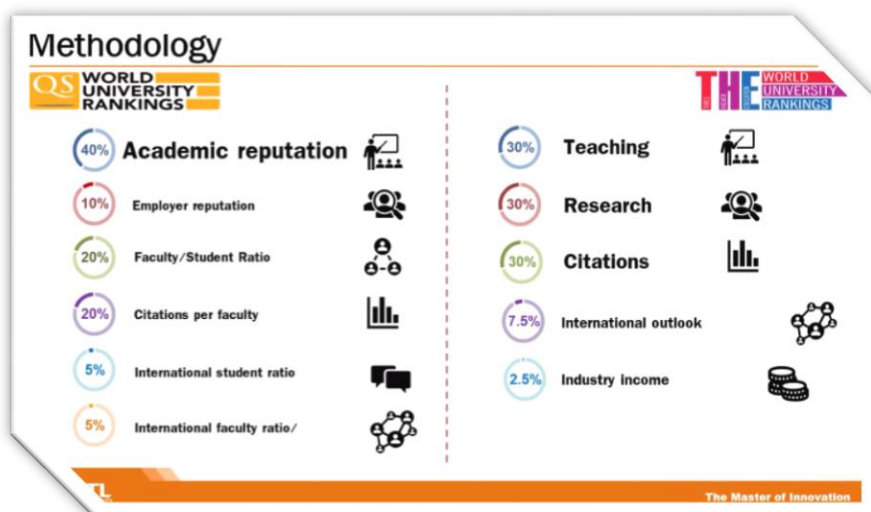 Methodology
QS WORLD
UNIVERSITY
RANKINGS
THE WORLD
UNIVERSITY
RANKINGS
40% Academic reputation
10% Employer reputation
20% Faculty/Student Ratio
20% Citations per faculty
5% International student ratio
5% International faculty ratio/
30% Teaching
30% Research
30% Citations
7.5% International outlook
2.5% Industry income
The Master of Innovation